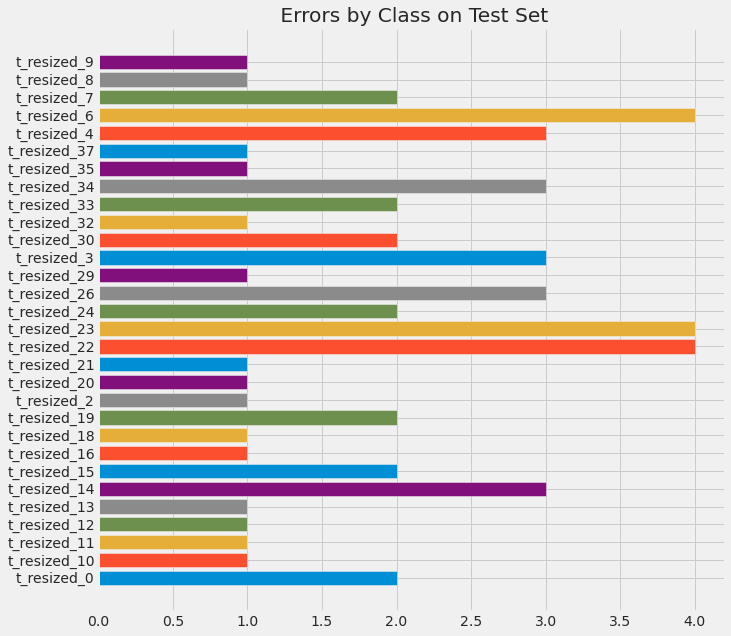 Errors by Class on Test Set
t_resized_9
t_resized_8
t_resized_7
t_resized_6
t_resized_4
t_resized_37
t_resized_35
t_resized_34
t_resized_33
t_resized_32
t_resized_30
t_resized_3
t_resized_29
t_resized_26
t_resized_24
t_resized_23
t_resized_22
t_resized_21
t_resized_20
t_resized_2
t_resized_19
t_resized_18
t_resized_16
t_resized_15
t_resized_14
t_resized_13
t_resized_12
t_resized_11
t_resized_10
t_resized_0
0.0 0.5 1.0 1.5 2.0 2.5 3.0 3.5 4.0